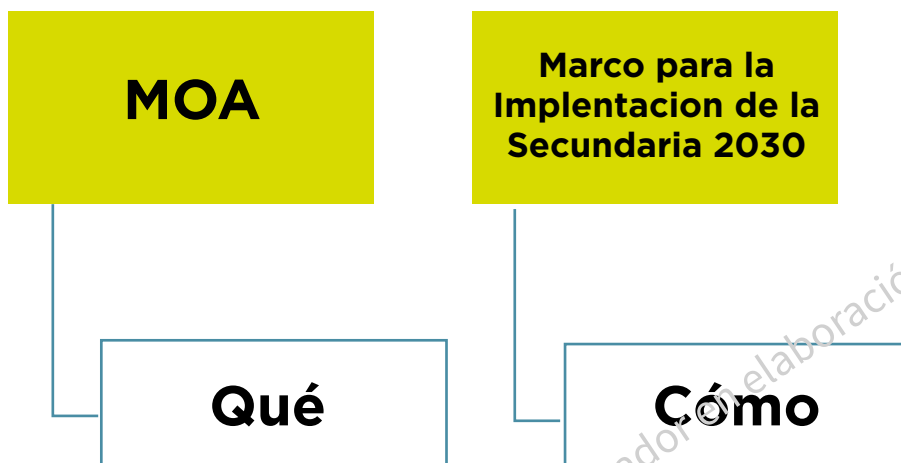 MOA
Marco para la
Implentacion de la
Secundaria 2030
Qué
Cómo